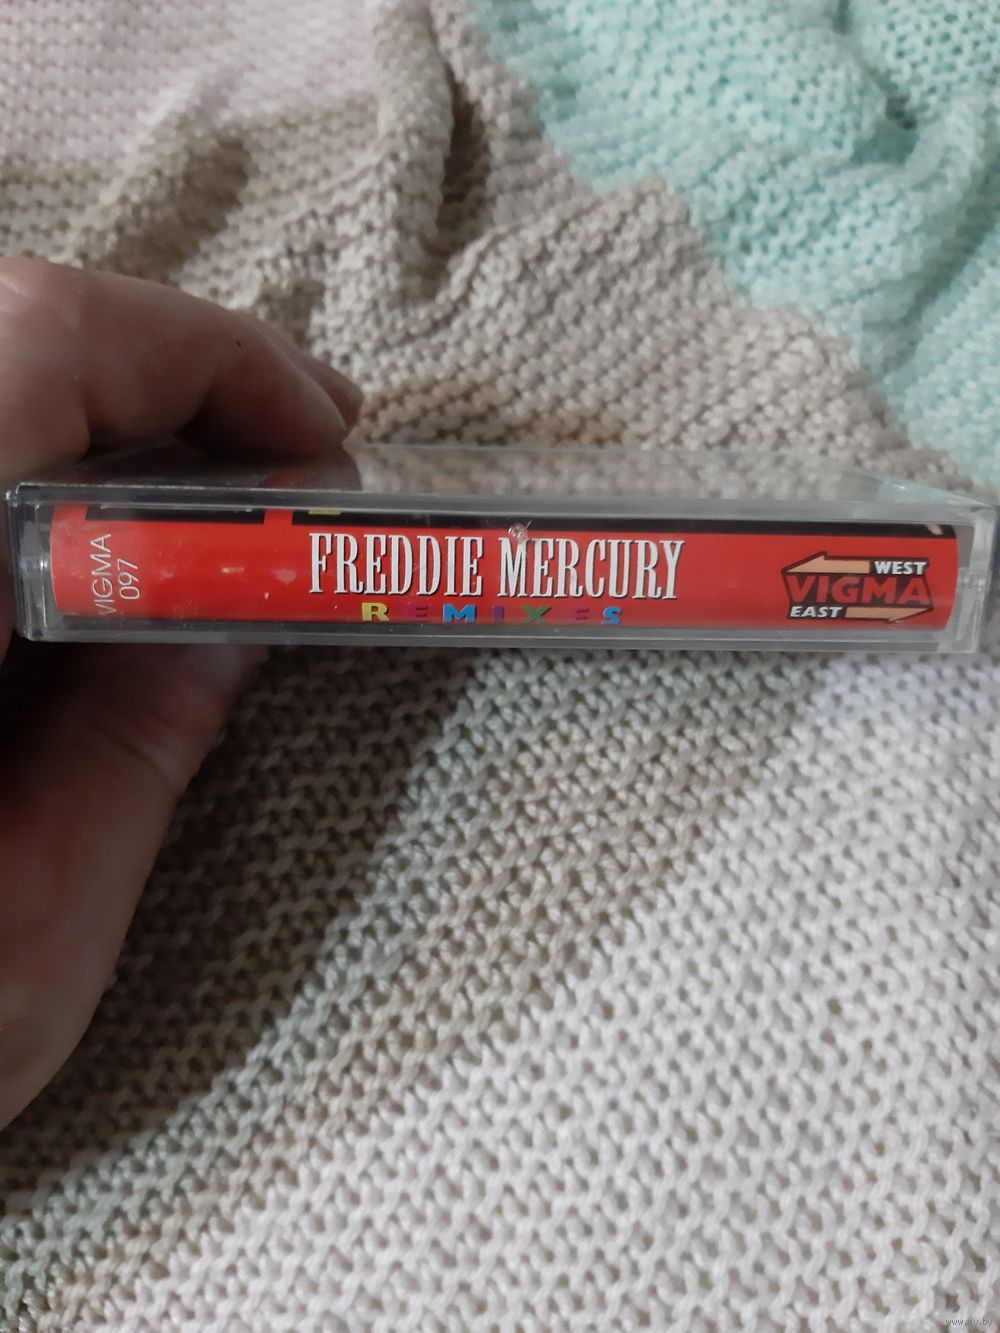 VIGMA
097
FREDDIE MERCURY
REMIXES
WEST
VIGMA
EAST